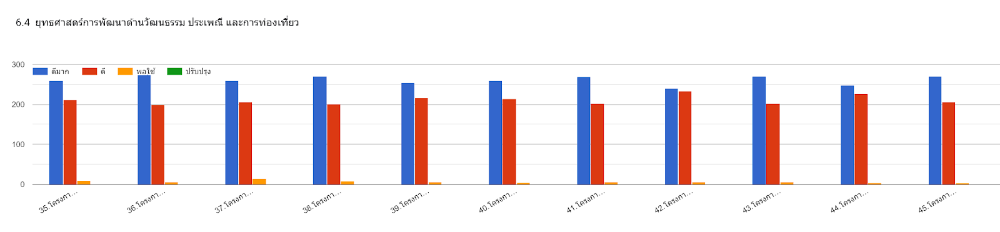 6.4 ยุทธศาสตร์การพัฒนาด้านวัฒนธรรม ประเพณี และการท่องเที่ยว
300
ดีมาก ดี พอใช้ ปรับปรุง
200
100
0
35.โครงกา... 36.โครงกา... 37.โครงกา... 38.โครงกา... 39.โครงกา... 40.โครงกา... 41.โครงกา... 42.โครงกา... 43.โครงกา... 44.โครงกา... 45.โครงกา...